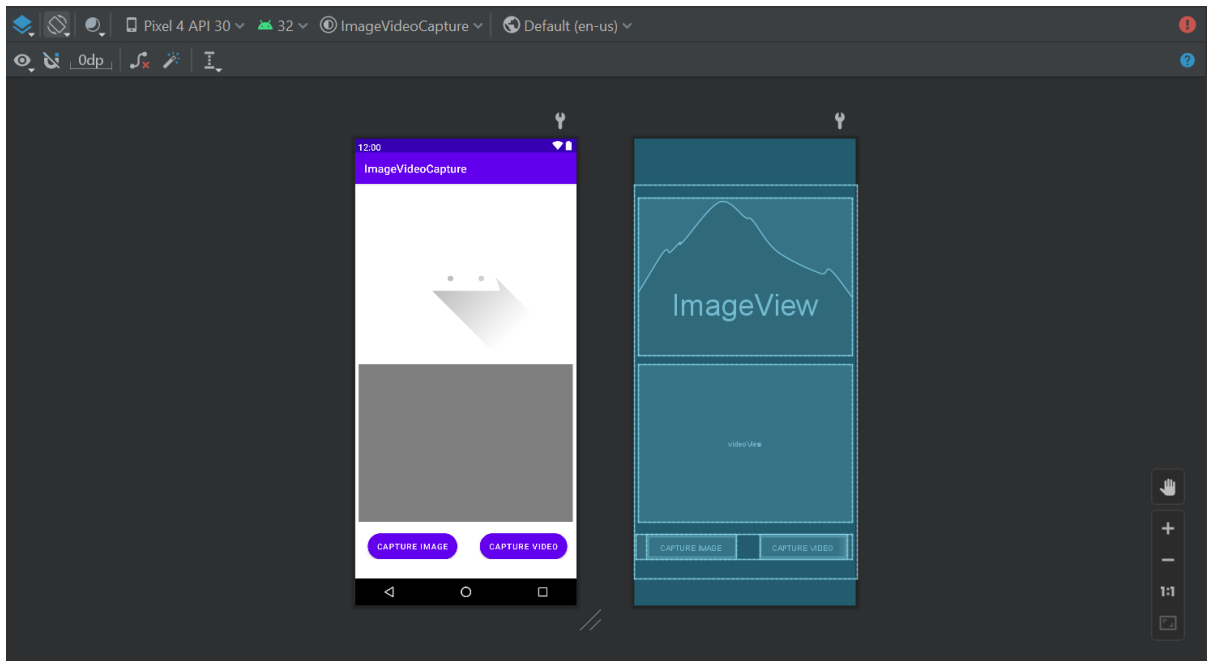 Pixel 4 API 30 32 ImageVideoCapture Default (en-us)
0dp
12:00
ImageVideoCapture
ImageView
videoView
CAPTURE IMAGE CAPTURE VIDEO
CAPTURE IMAGE CAPTURE VIDEO
1:1